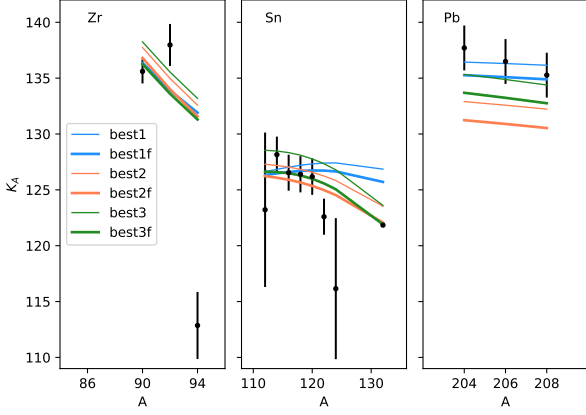 Zr
Sn
Pb
140
135
130
125
120
115
110
K_A
best1
best1f
best2
best2f
best3
best3f
86
90
94
110
120
130
204
206
208
A
A
A